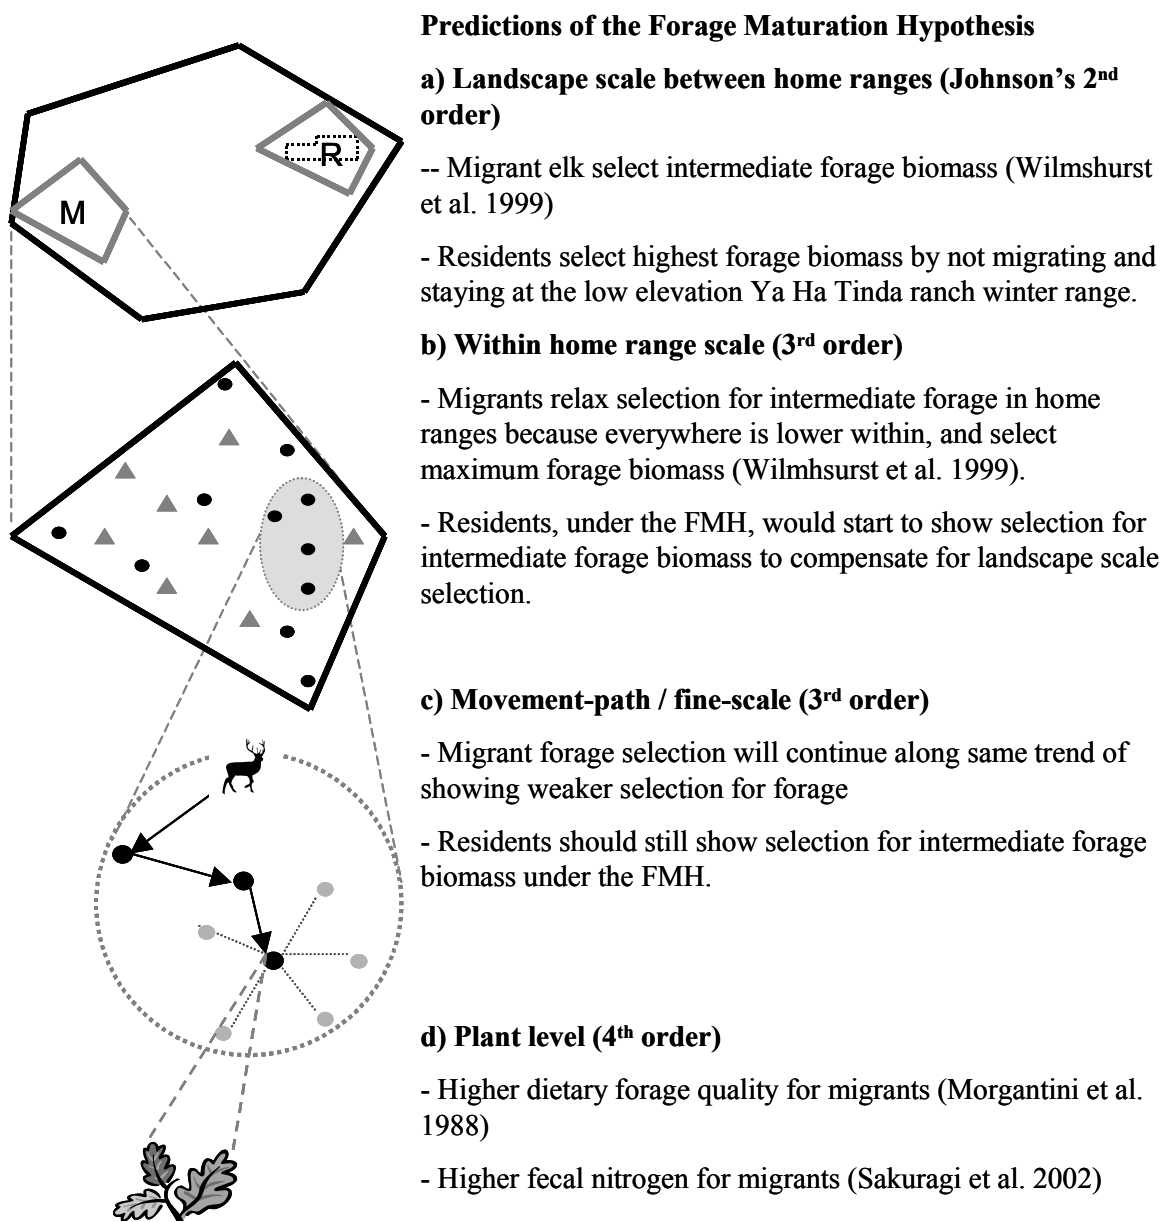 Predictions of the Forage Maturation Hypothesis
a) Landscape scale between home ranges (Johnson's 2nd
order)
-- Migrant elk select intermediate forage biomass (Wilmshurst
et al. 1999)
- Residents select highest forage biomass by not migrating and
staying at the low elevation Ya Ha Tinda ranch winter range.
R
M
b) Within home range scale (3rd order)
- Migrants relax selection for intermediate forage in home
ranges because everywhere is lower within, and select
maximum forage biomass (Wilmhsurst et al. 1999).
- Residents, under the FMH, would start to show selection for
intermediate forage biomass to compensate for landscape scale
selection.
c) Movement-path / fine-scale (3rd order)
- Migrant forage selection will continue along same trend of
showing weaker selection for forage
- Residents should still show selection for intermediate forage
biomass under the FMH.
d) Plant level (4th order)
- Higher dietary forage quality for migrants (Morgantini et al.
1988)
- Higher fecal nitrogen for migrants (Sakuragi et al. 2002)